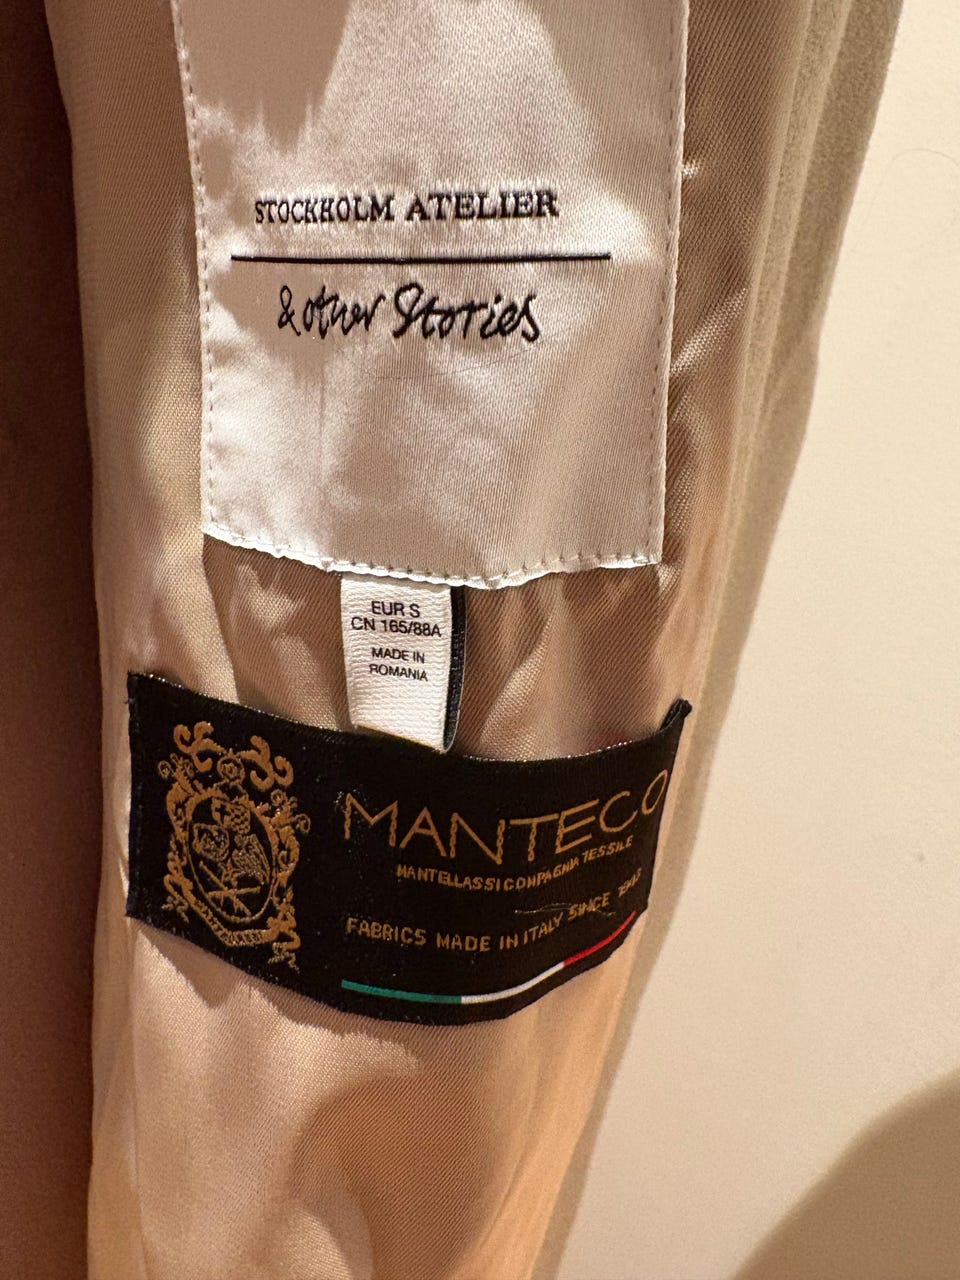 STOCKHOLM ATELIER
& other Stories
EUR S
CN 165/88A
MADE IN
ROMANIA
MANTECO
MANTELLASSI COMPAGNIA TESSILE
FABRICS MADE IN ITALY SINCE 1943